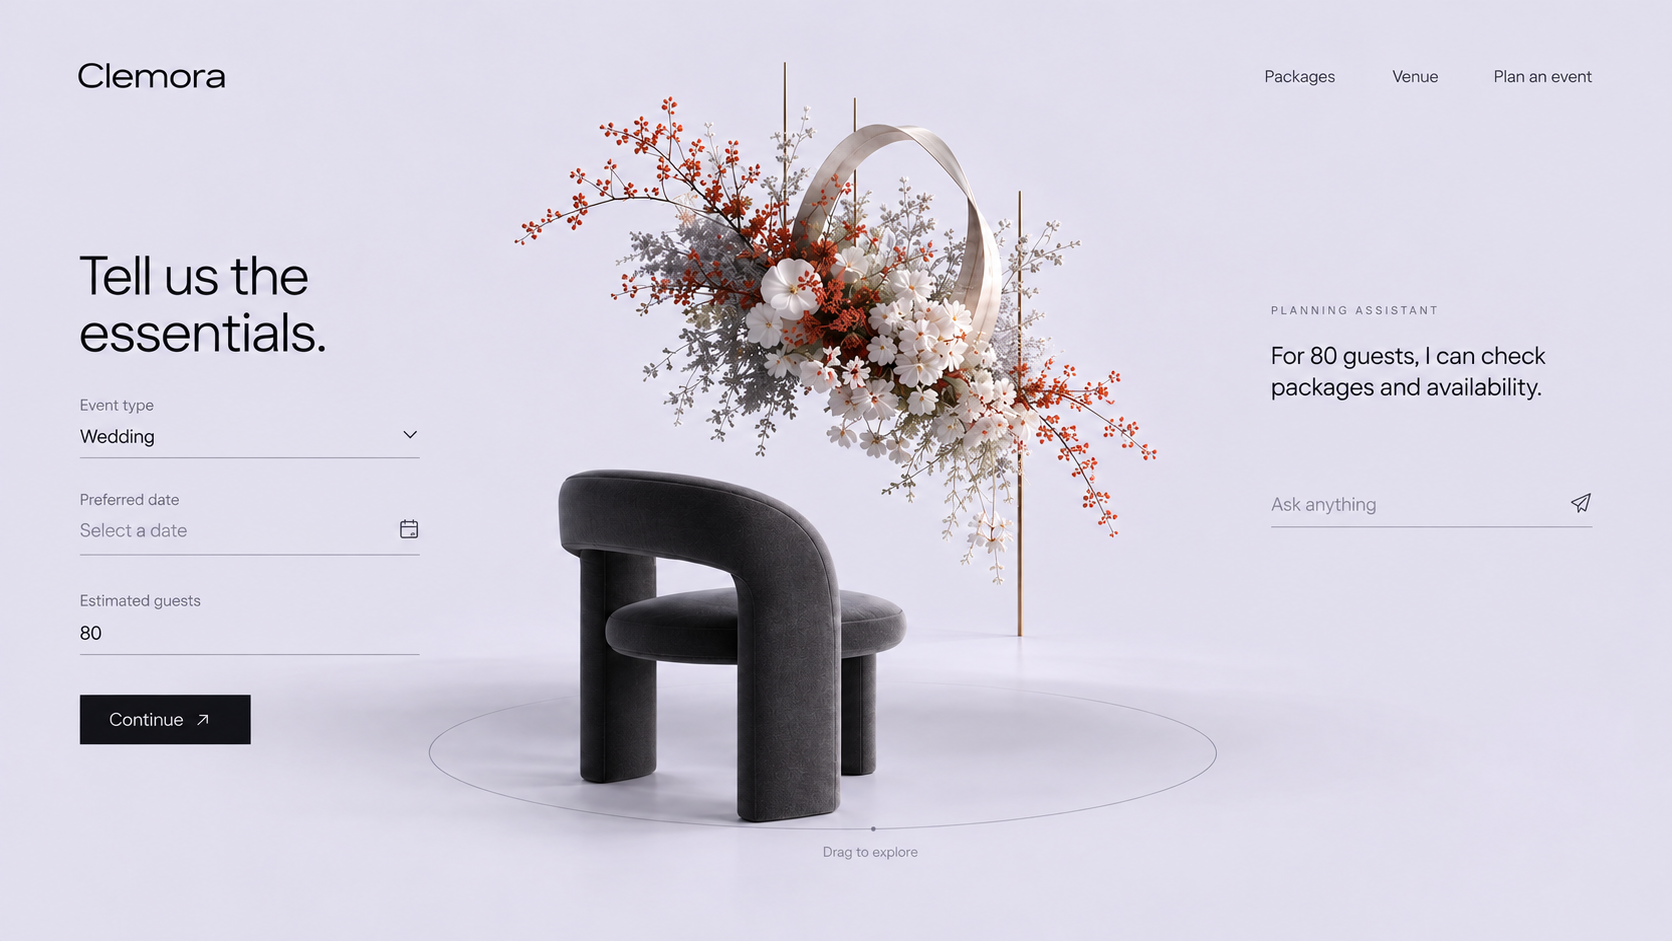 Clemora
Packages
Venue
Plan an event
Tell us the
essentials.
Event type
Wedding
Preferred date
Select a date
Estimated guests
80
Continue
PLANNING ASSISTANT
For 80 guests, I can check
packages and availability.
Ask anything
Drag to explore